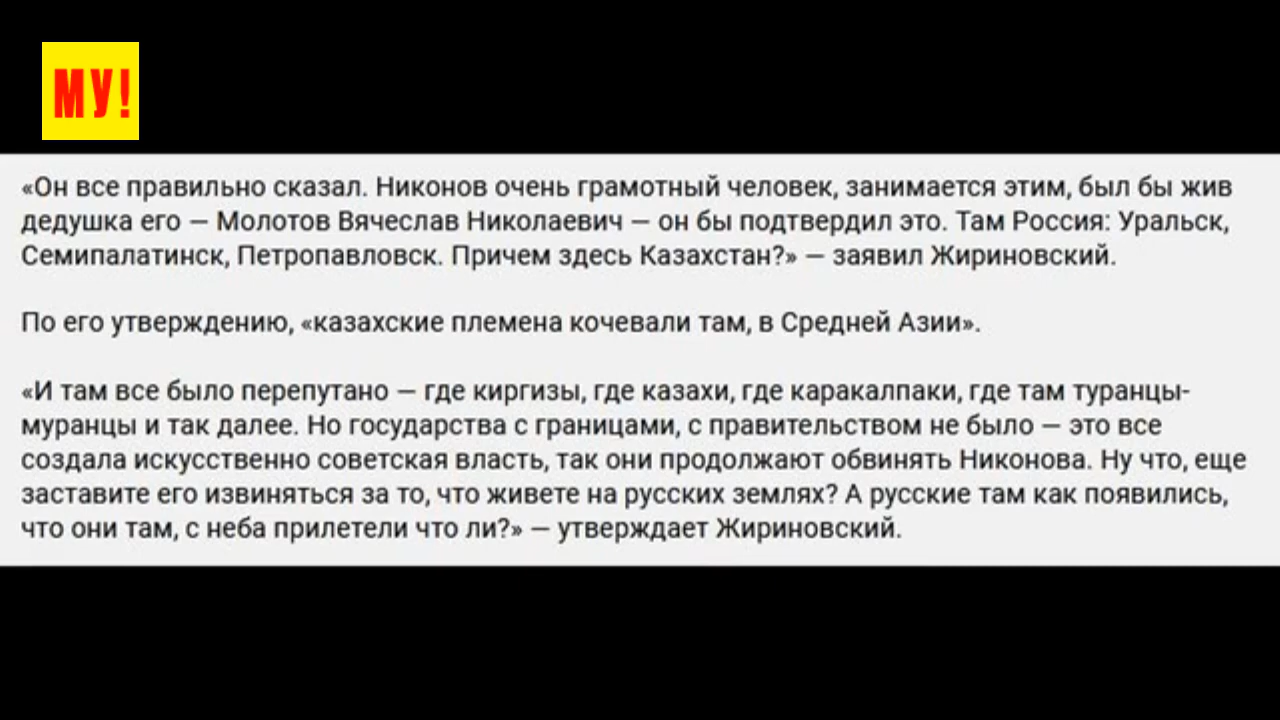 МУ!
«Он все правильно сказал. Никонов очень грамотный человек, занимается этим, был бы жив
дедушка его — Молотов Вячеслав Николаевич — он бы подтвердил это. Там Россия: Уральск,
Семипалатинск, Петропавловск. Причем здесь Казахстан?» — заявил Жириновский.
По его утверждению, «казахские племена кочевали там, в Средней Азии».
«И там все было перепутано — где киргизы, где казахи, где каракалпаки, где там туранцы-
муранцы и так далее. Но государства с границами, с правительством не было — это все
создала искусственно советская власть, так они продолжают обвинять Никонова. Ну что, еще
заставите его извиняться за то, что живете на русских землях? А русские там как появились,
что они там, с неба прилетели что ли?» — утверждает Жириновский.